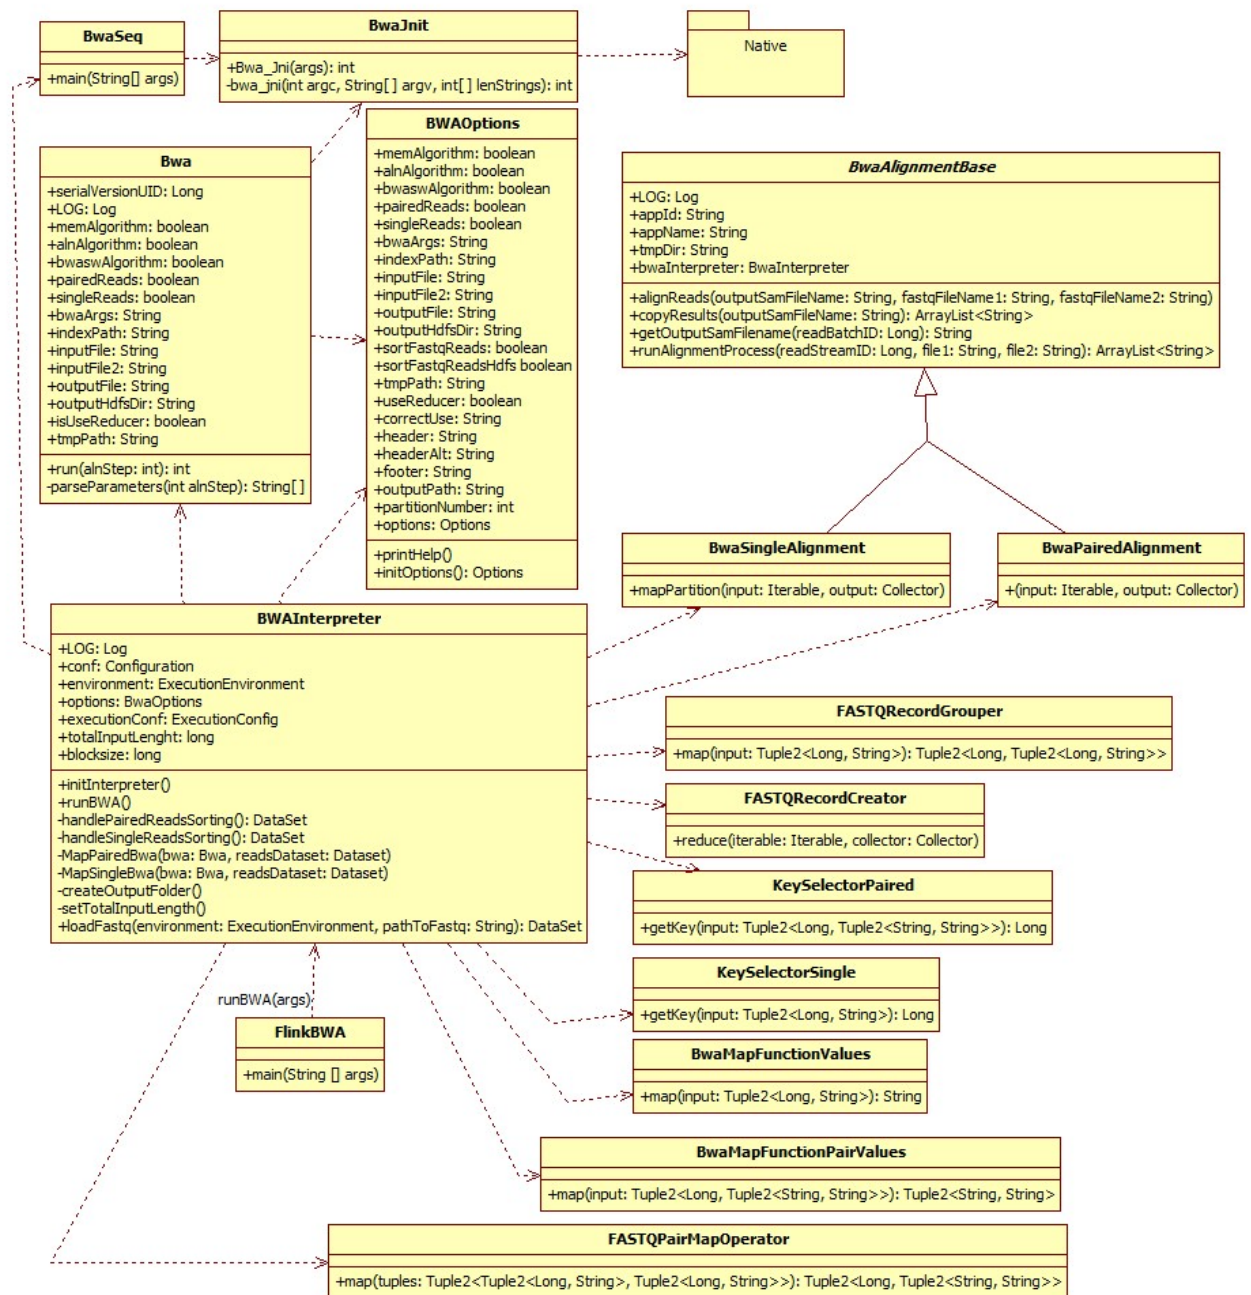 BwaSeq
+main(String[] args)
BwaJnit
+Bwa_Jni(args): int
-bwa_jni(int argc, String[ ] argv, int[ ] lenStrings): int
Native
BWAOptions
+memAlgorithm: boolean
+alnAlgorithm: boolean
+bwaswAlgorithm: boolean
+pairedReads: boolean
+singleReads: boolean
+bwaArgs: String
+indexPath: String
+inputFile: String
+inputFile2: String
+outputFile: String
+outputHdfsDir: String
+sortFastqReads: boolean
+sortFastqReadsHdfs boolean
+tmpPath: String
+useReducer: boolean
+correctUse: String
+header: String
+headerAlt: String
+footer: String
+outputPath: String
+partitionNumber: int
+options: Options
+printHelp()
+initOptions(): Options
Bwa
+serialVersionUID: Long
+LOG: Log
+memAlgorithm: boolean
+alnAlgorithm: boolean
+bwaswAlgorithm: boolean
+pairedReads: boolean
+singleReads: boolean
+bwaArgs: String
+indexPath: String
+inputFile: String
+inputFile2: String
+outputFile: String
+outputHdfsDir: String
+isUseReducer: boolean
+tmpPath: String
+run(alnStep: int): int
-parseParameters(int alnStep): String[ ]
BwaAlignmentBase
+LOG: Log
+appId: String
+appName: String
+tmpDir: String
+bwaInterpreter: BwaInterpreter
+alignReads(outputSamFileName: String, fastqFileName1: String, fastqFileName2: String)
+copyResults(outputSamFileName: String): ArrayList<String>
+getOutputSamFilename(readBatchID: Long): String
+runAlignmentProcess(readStreamID: Long, file1: String, file2: String): ArrayList<String>
BwaSingleAlignment
+mapPartition(input: Iterable, output: Collector)
BwaPairedAlignment
+(input: Iterable, output: Collector)
BWAInterpreter
+LOG: Log
+conf: Configuration
+environment: ExecutionEnvironment
+options: BwaOptions
+executionConf: ExecutionConfig
+totalInputLenght: long
+blocksize: long
+initInterpreter()
+runBWA()
-handlePairedReadsSorting(): DataSet
-handleSingleReadsSorting(): DataSet
-MapPairedBwa(bwa: Bwa, readsDataset: Dataset)
-MapSingleBwa(bwa: Bwa, readsDataset: Dataset)
-createOutputFolder()
-setTotalInputLength()
+loadFastq(environment: ExecutionEnvironment, pathToFastq: String): DataSet
FASTQRecordGrouper
+map(input: Tuple2<Long, String>): Tuple2<Long, Tuple2<Long, String>>
FASTQRecordCreator
+reduce(iterable: Iterable, collector: Collector)
KeySelectorPaired
+getKey(input: Tuple2<Long, Tuple2<String, String>>): Long
KeySelectorSingle
+getKey(input: Tuple2<Long, String>): Long
runBWA(args)
FlinkBWA
+main(String [] args)
BwaMapFunctionValues
+map(input: Tuple2<Long, String>): String
BwaMapFunctionPairValues
+map(input: Tuple2<Long, Tuple2<String, String>>): Tuple2<String, String>
FASTQPairMapOperator
+map(tuples: Tuple2<Tuple2<Long, String>, Tuple2<Long, String>>): Tuple2<Long, Tuple2<String, String>>